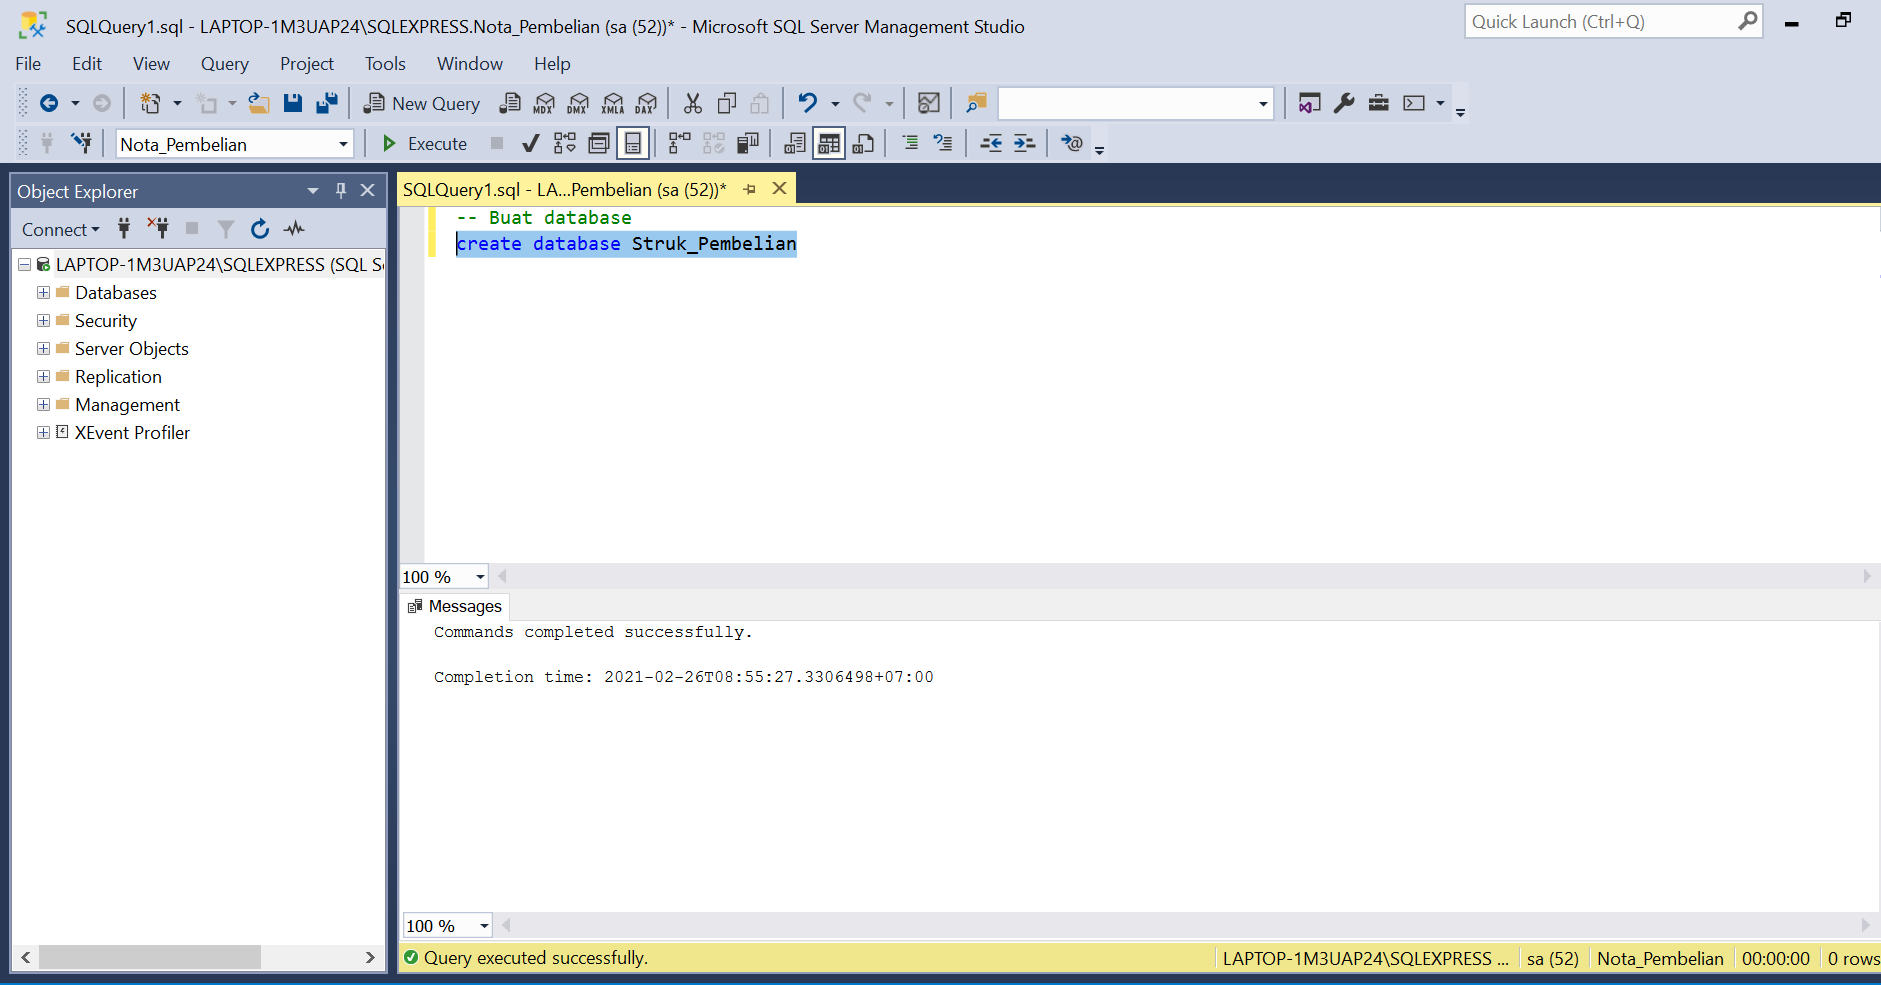 SQLQuery1.sql - LAPTOP-1M3UAP24\SQLEXPRESS.Nota_Pembelian (sa (52))* - Microsoft SQL Server Management Studio
Quick Launch (Ctrl+Q)
File Edit View Query Project Tools Window Help
New Query MDX DMX XMLA DAX
Nota_Pembelian Execute
Object Explorer
Connect
LAPTOP-1M3UAP24\SQLEXPRESS (SQL S
Databases
Security
Server Objects
Replication
Management
XEvent Profiler
SQLQuery1.sql - LA...Pembelian (sa (52))*
-- Buat database
create database Struk_Pembelian
100 %
Messages
Commands completed successfully.
Completion time: 2021-02-26T08:55:27.3306498+07:00
100 %
Query executed successfully. LAPTOP-1M3UAP24\SQLEXPRESS ... sa (52) Nota_Pembelian 00:00:00 0 rows